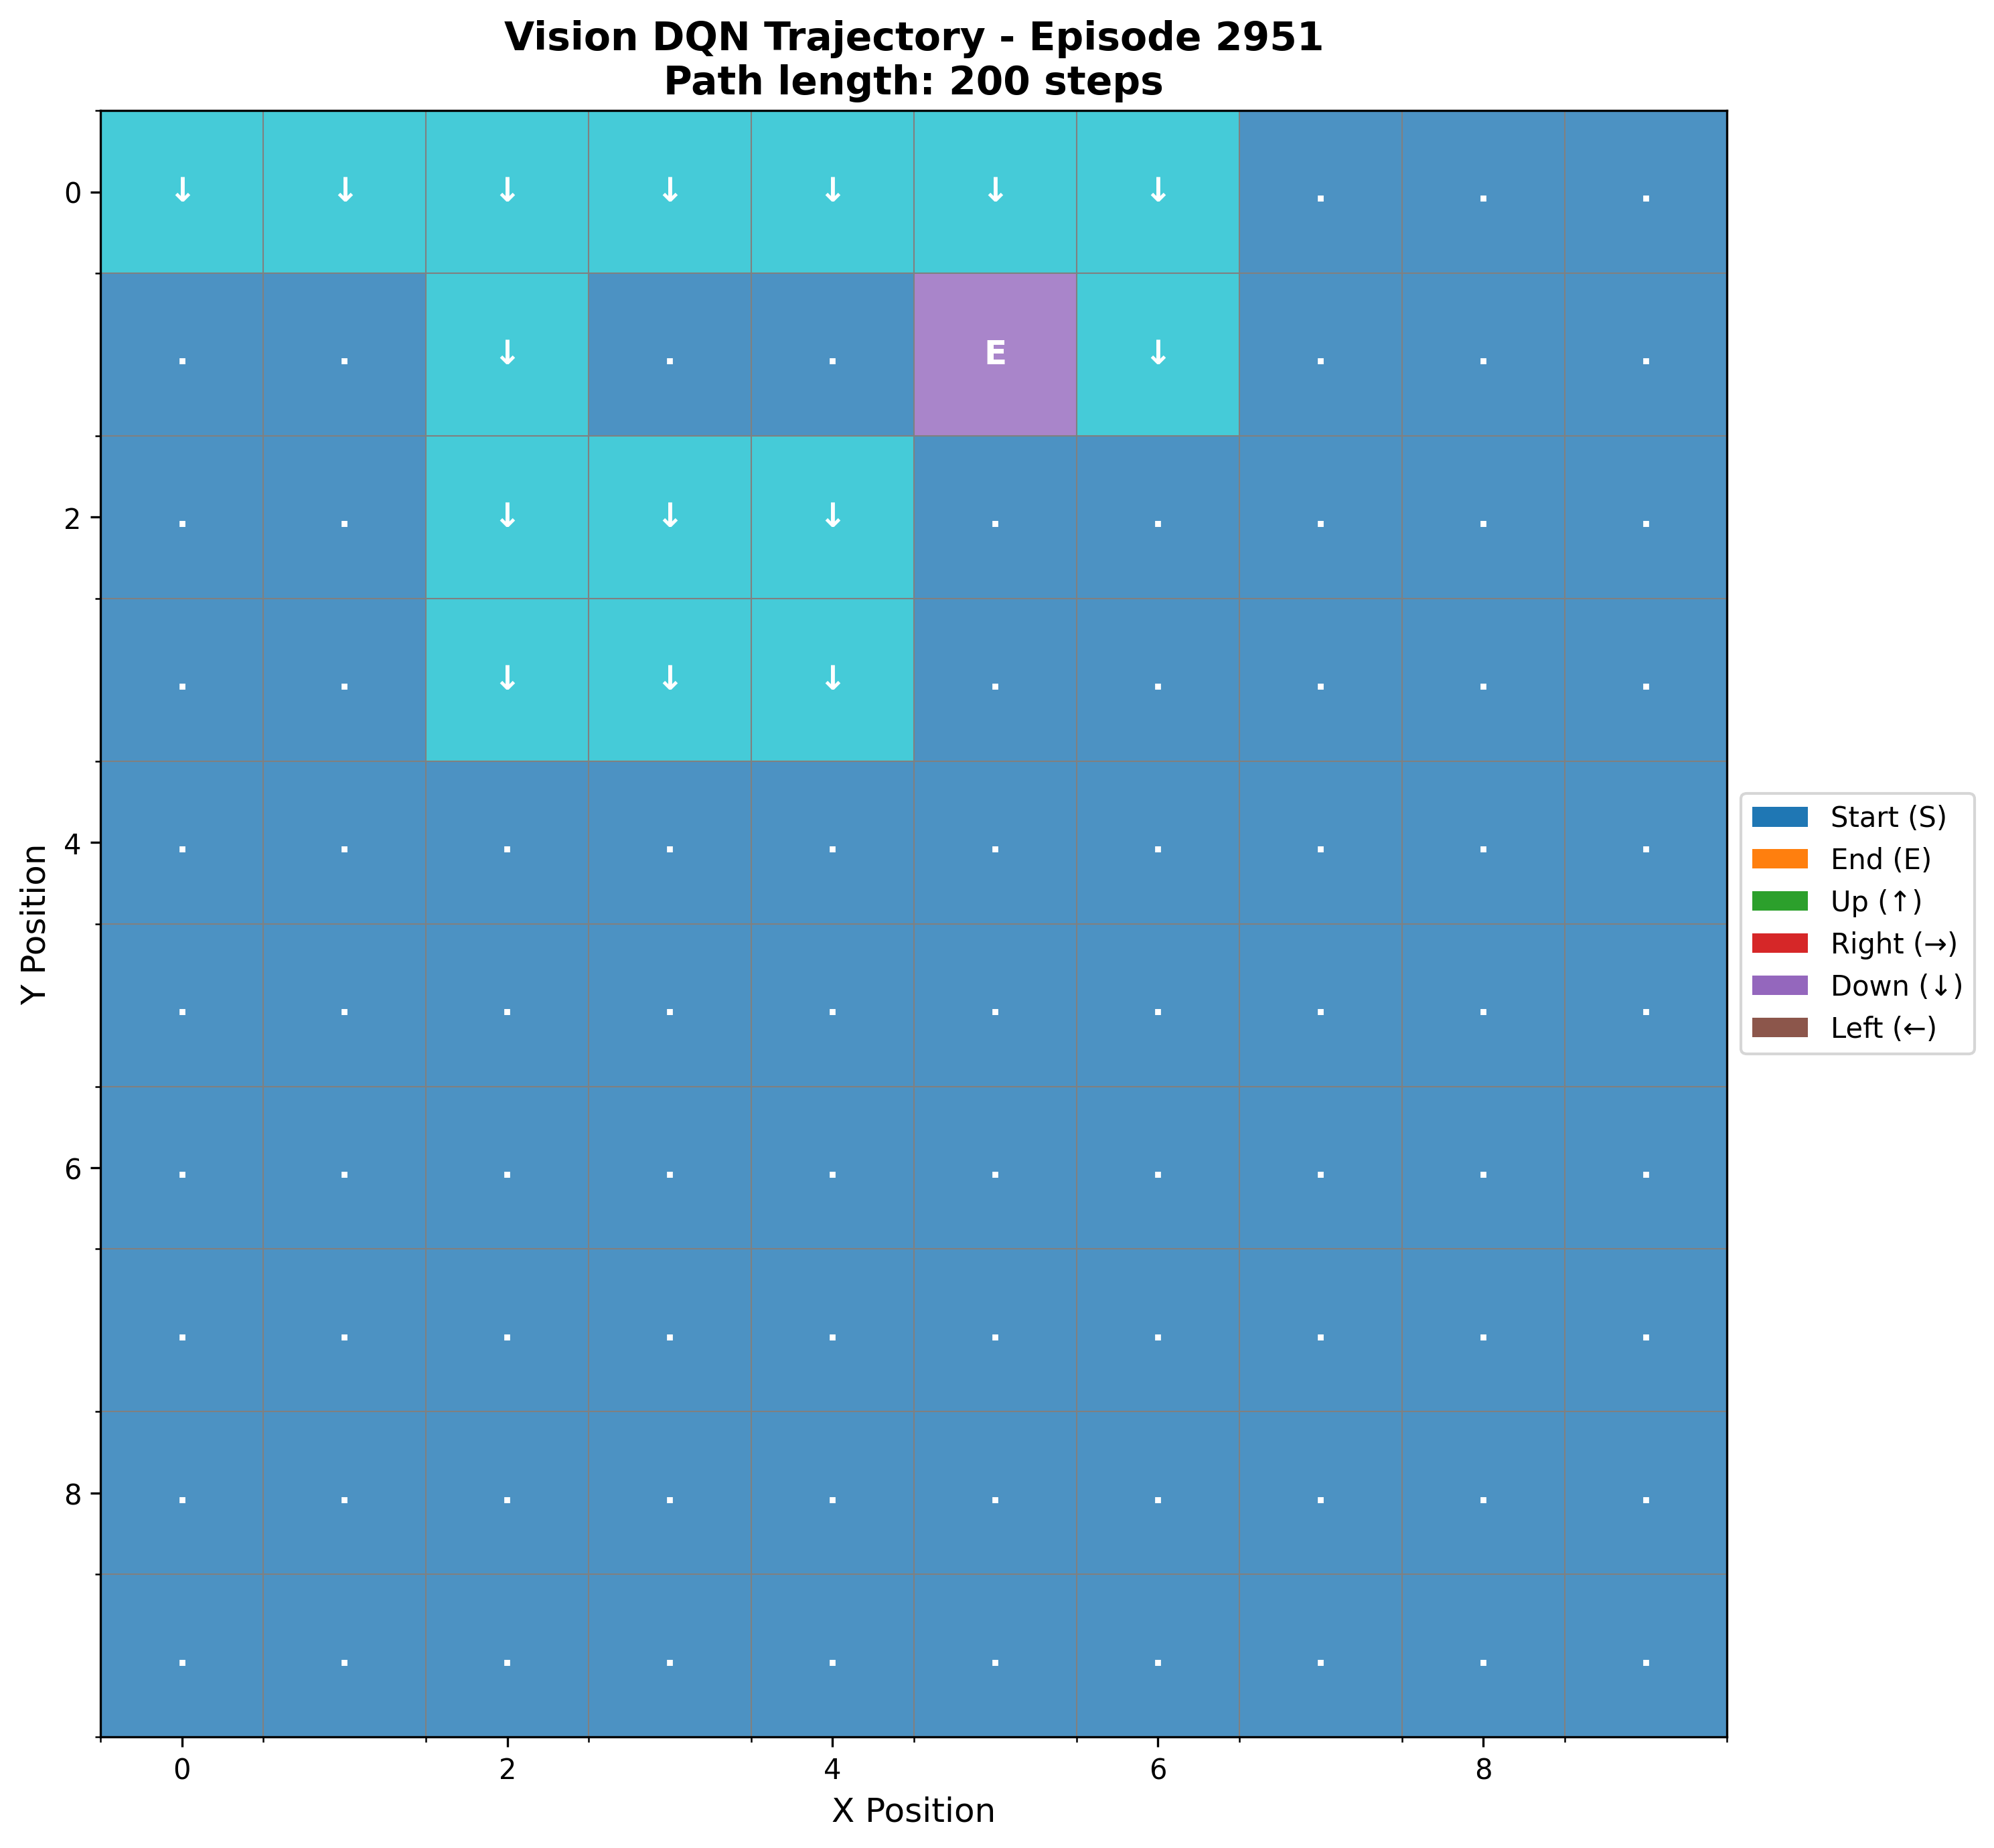 Vision DQN Trajectory - Episode 2951
Path length: 200 steps
0 ↓ ↓ ↓ ↓ ↓ ↓ ↓ . . .
. . ↓ . . E ↓ . . .
2 . . ↓ ↓ ↓ . . . . .
. . ↓ ↓ ↓ . . . . .
4 . . . . . . . . . .
. . . . . . . . . .
6 . . . . . . . . . .
. . . . . . . . . .
8 . . . . . . . . . .
. . . . . . . . . .
0 2 4 6 8
X Position
Y Position
Start (S)
End (E)
Up (↑)
Right (→)
Down (↓)
Left (←)